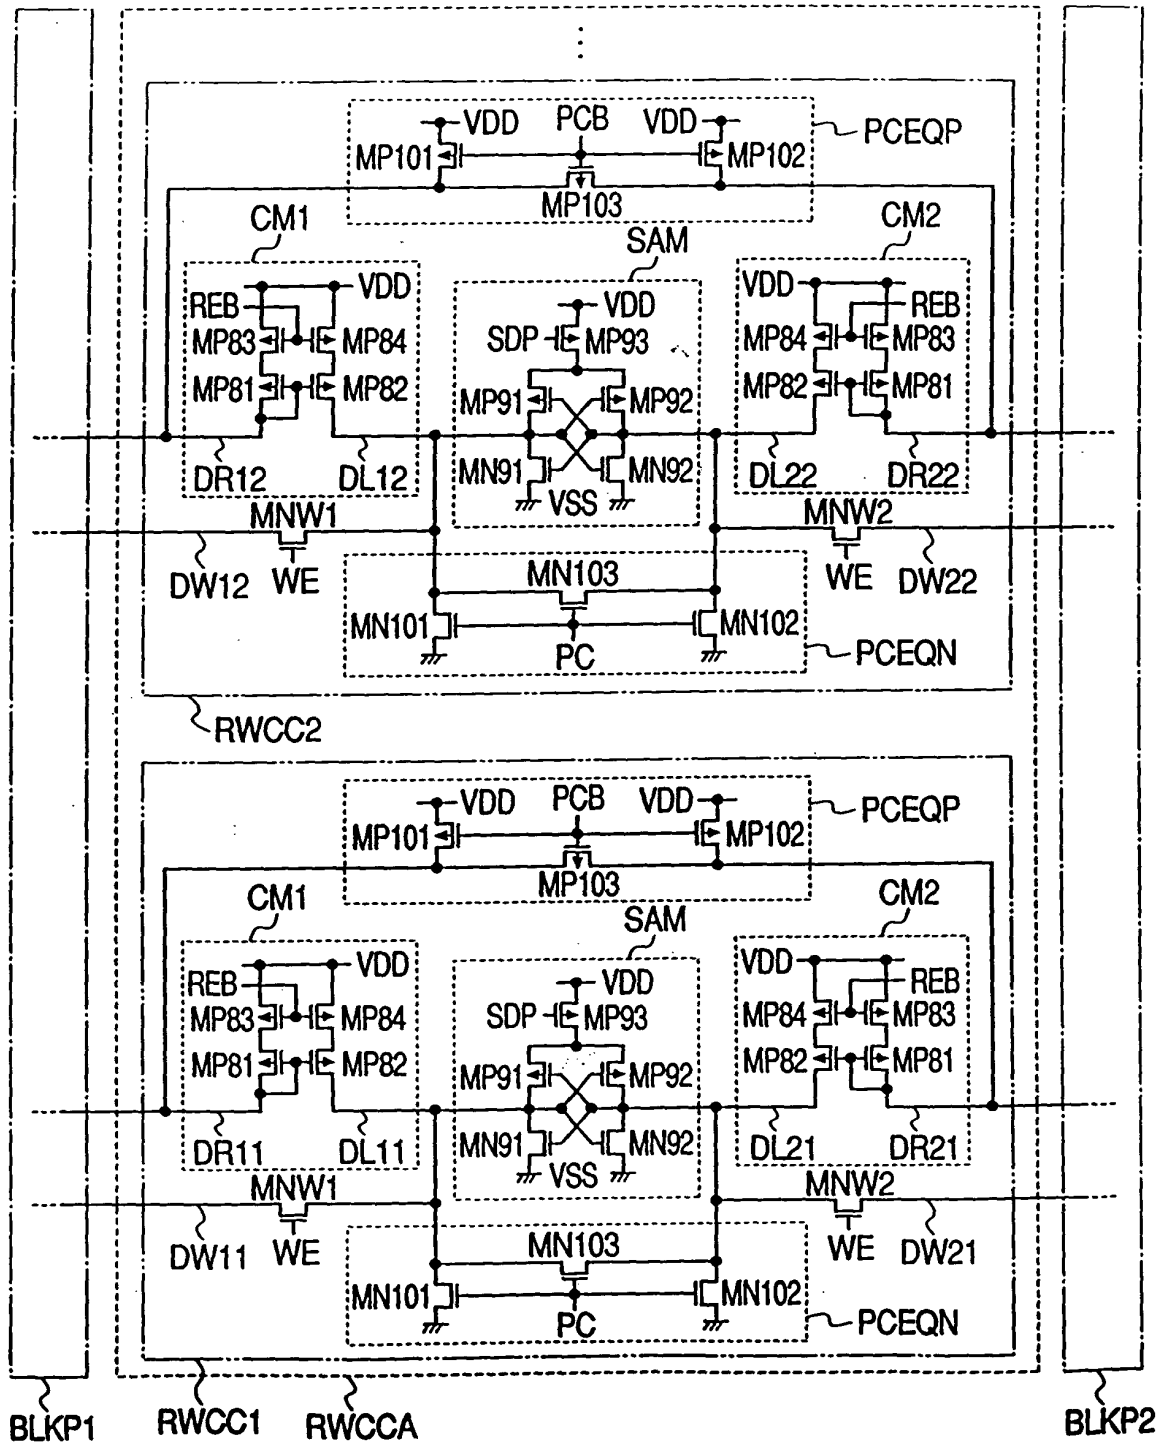 VDD PCB VDD PCEQP
MP101 MP102
MP103
CM1 SAM CM2
VDD VDD VDD
REB REB
MP83 MP84 SDP MP93 MP84 MP83
MP81 MP82 MP91 MP92 MP82 MP81
DR12 DL12 MN91 MN92 DL22 DR22
VSS
MNW1 MNW2
DW12 WE MN103 WE DW22
MN101 MN102
PC PCEQN
RWCC2
VDD PCB VDD PCEQP
MP101 MP102
MP103
CM1 SAM CM2
VDD VDD VDD
REB REB
MP83 MP84 SDP MP93 MP84 MP83
MP81 MP82 MP91 MP92 MP82 MP81
DR11 DL11 MN91 MN92 DL21 DR21
VSS
MNW1 MNW2
DW11 WE MN103 WE DW21
MN101 MN102
PC PCEQN
BLKP1 RWCC1 RWCCA BLKP2